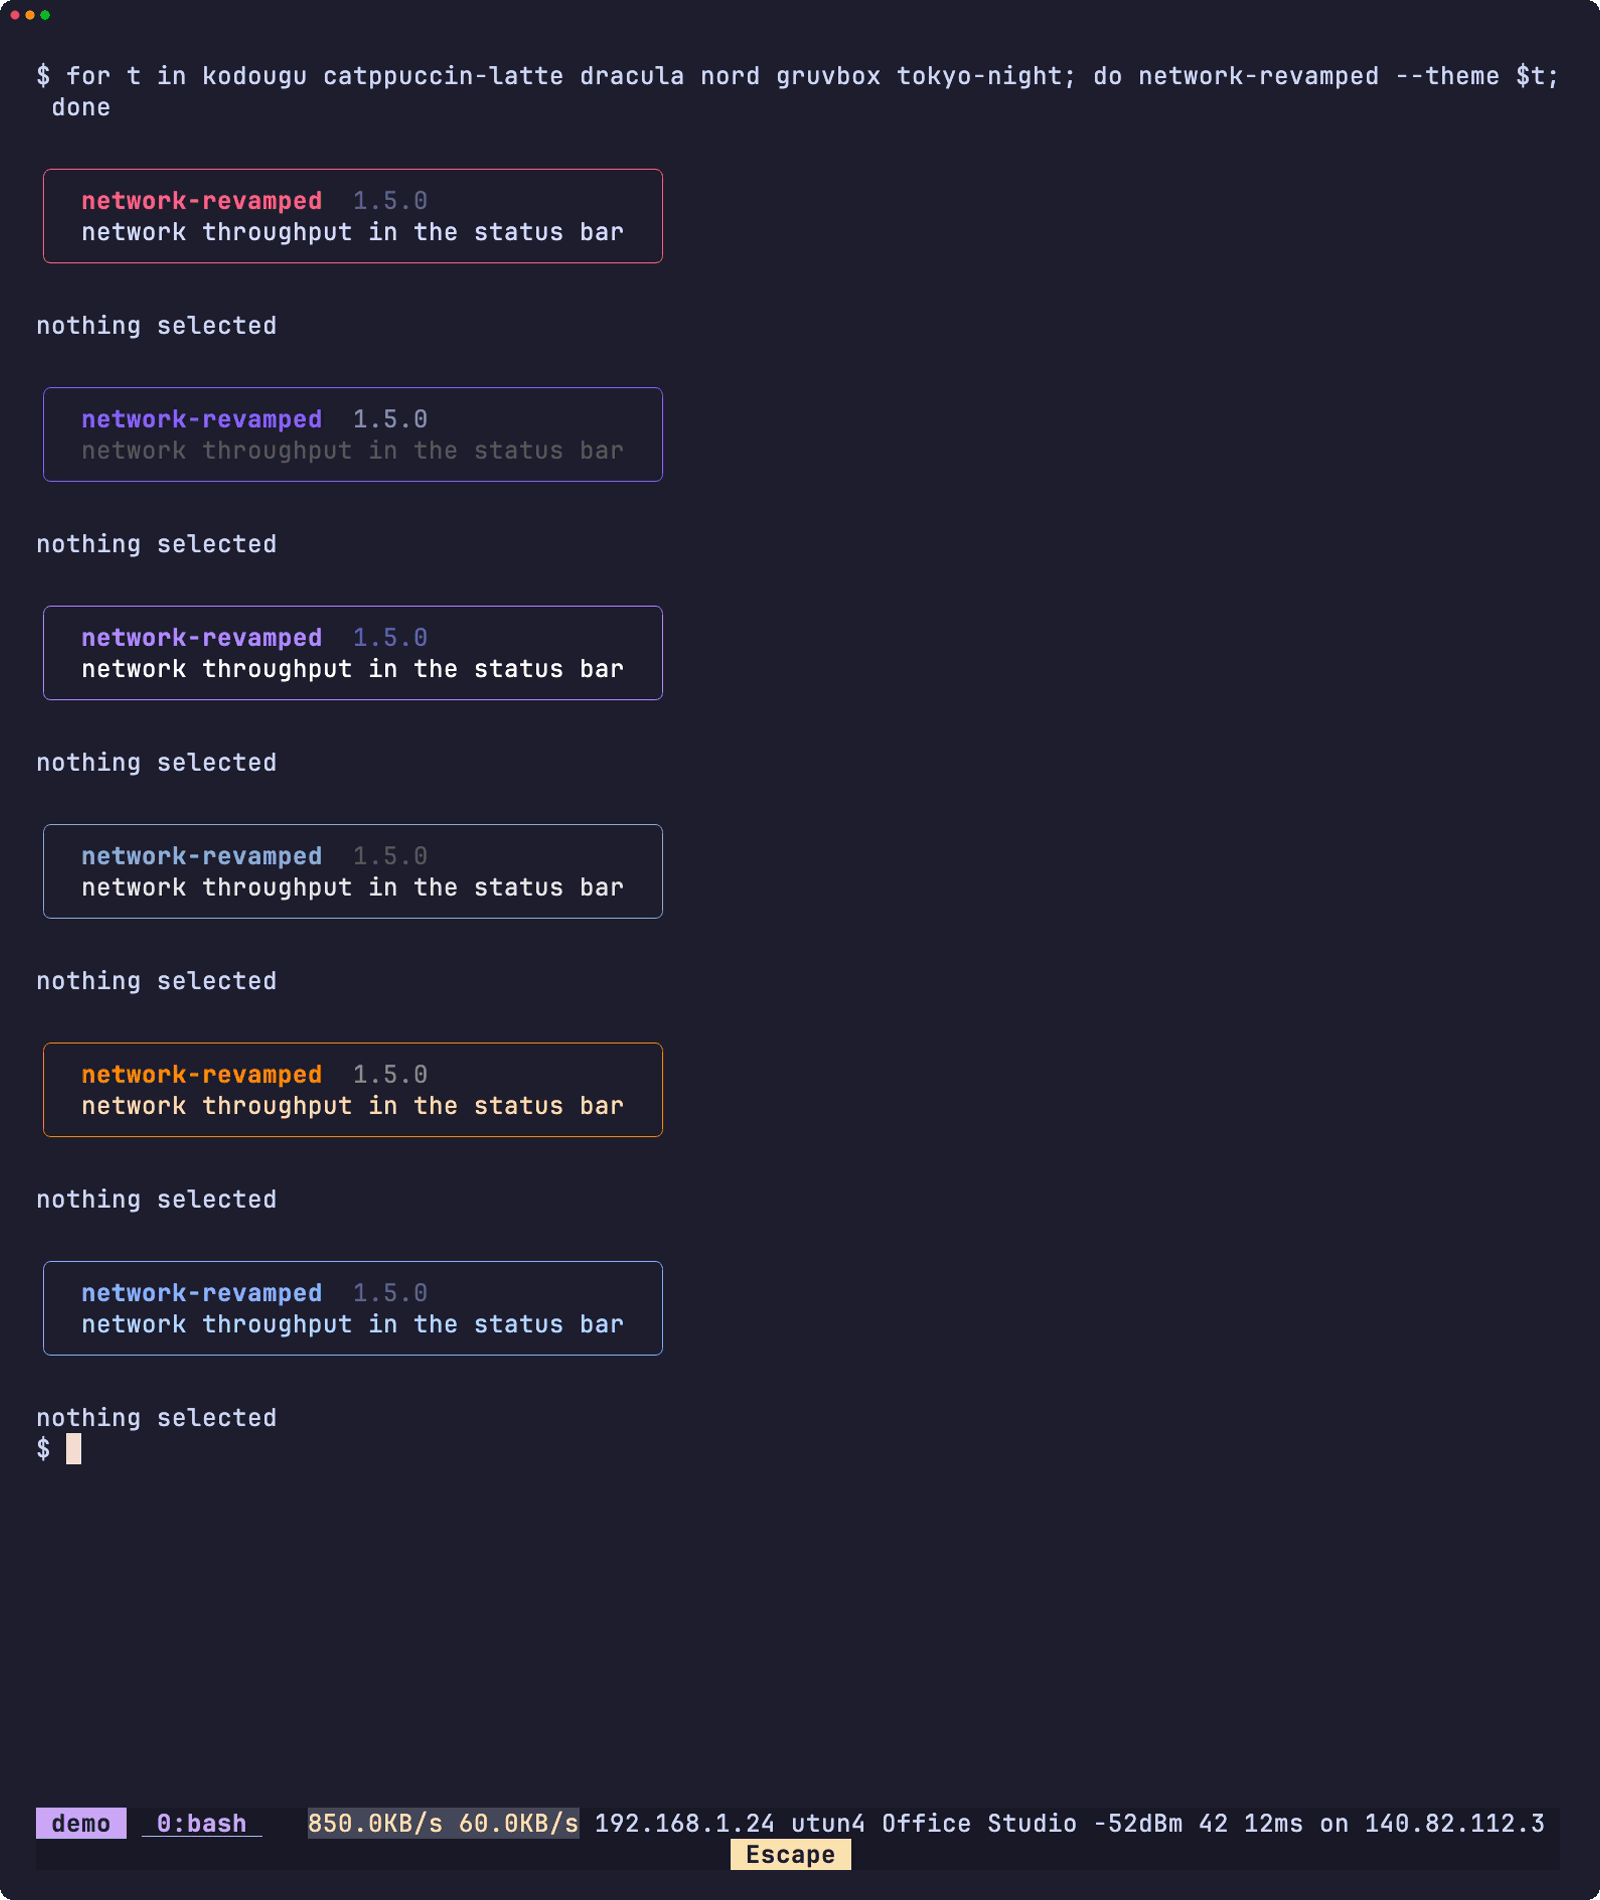 $ for t in kodougu catppuccin-latte dracula nord gruvbox tokyo-night; do network-revamped --theme $t;
done
network-revamped 1.5.0
network throughput in the status bar
nothing selected
network-revamped 1.5.0
network throughput in the status bar
nothing selected
network-revamped 1.5.0
network throughput in the status bar
nothing selected
network-revamped 1.5.0
network throughput in the status bar
nothing selected
network-revamped 1.5.0
network throughput in the status bar
nothing selected
network-revamped 1.5.0
network throughput in the status bar
nothing selected
$
demo 0:bash 850.0KB/s 60.0KB/s 192.168.1.24 utun4 Office Studio -52dBm 42 12ms on 140.82.112.3
Escape